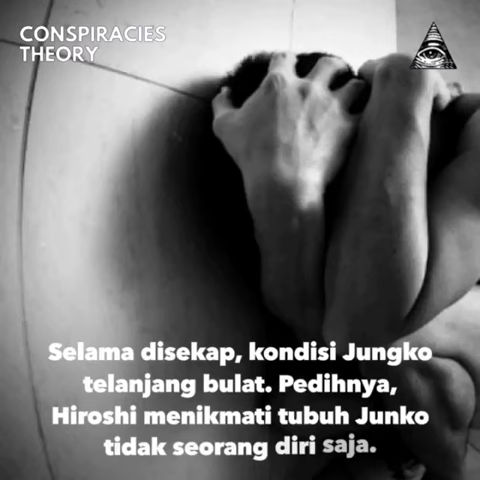 CONSPIRACIES
THEORY
Selama disekap, kondisi Jungko
telanjang bulat. Pedihnya,
Hiroshi menikmati tubuh Junko
tidak seorang diri saja.